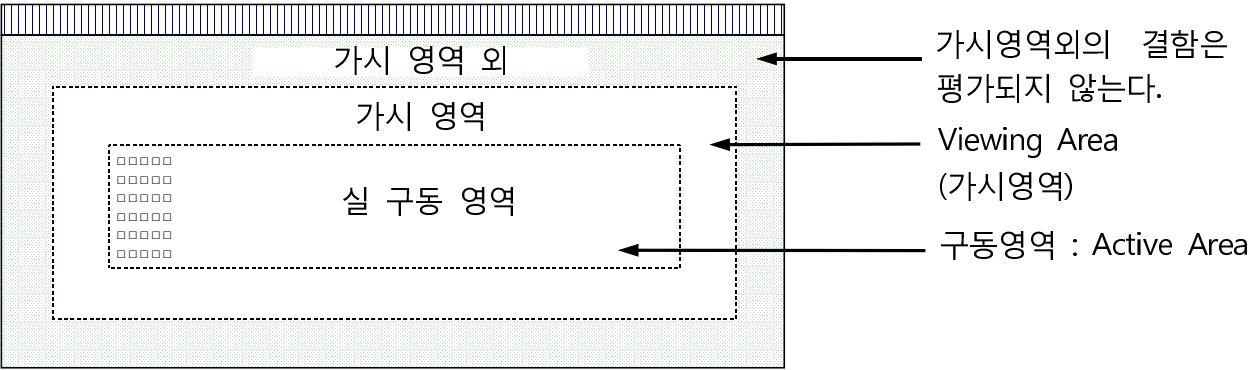 가시 영역 외
가시 영역
실 구동 영역
가시영역외의 결함은
평가되지 않는다.
Viewing Area
(가시영역)
구동영역 : Active Area